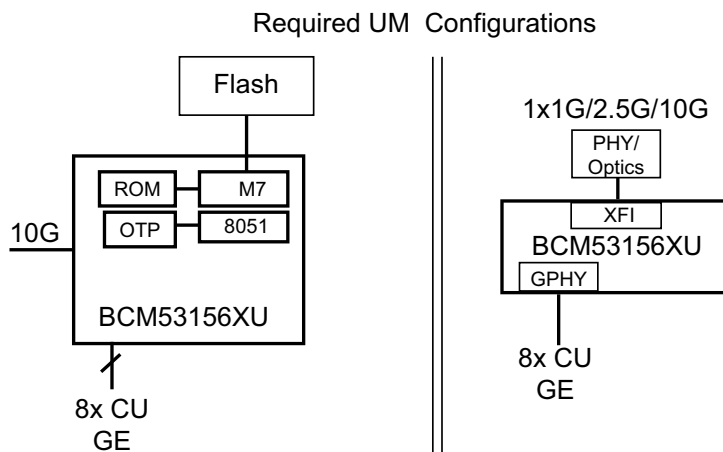 Required UM Configurations
Flash
ROM
M7
OTP
8051
10G
BCM53156XU
8x CU
GE
1x1G/2.5G/10G
PHY/
Optics
XFI
BCM53156XU
GPHY
8x CU
GE